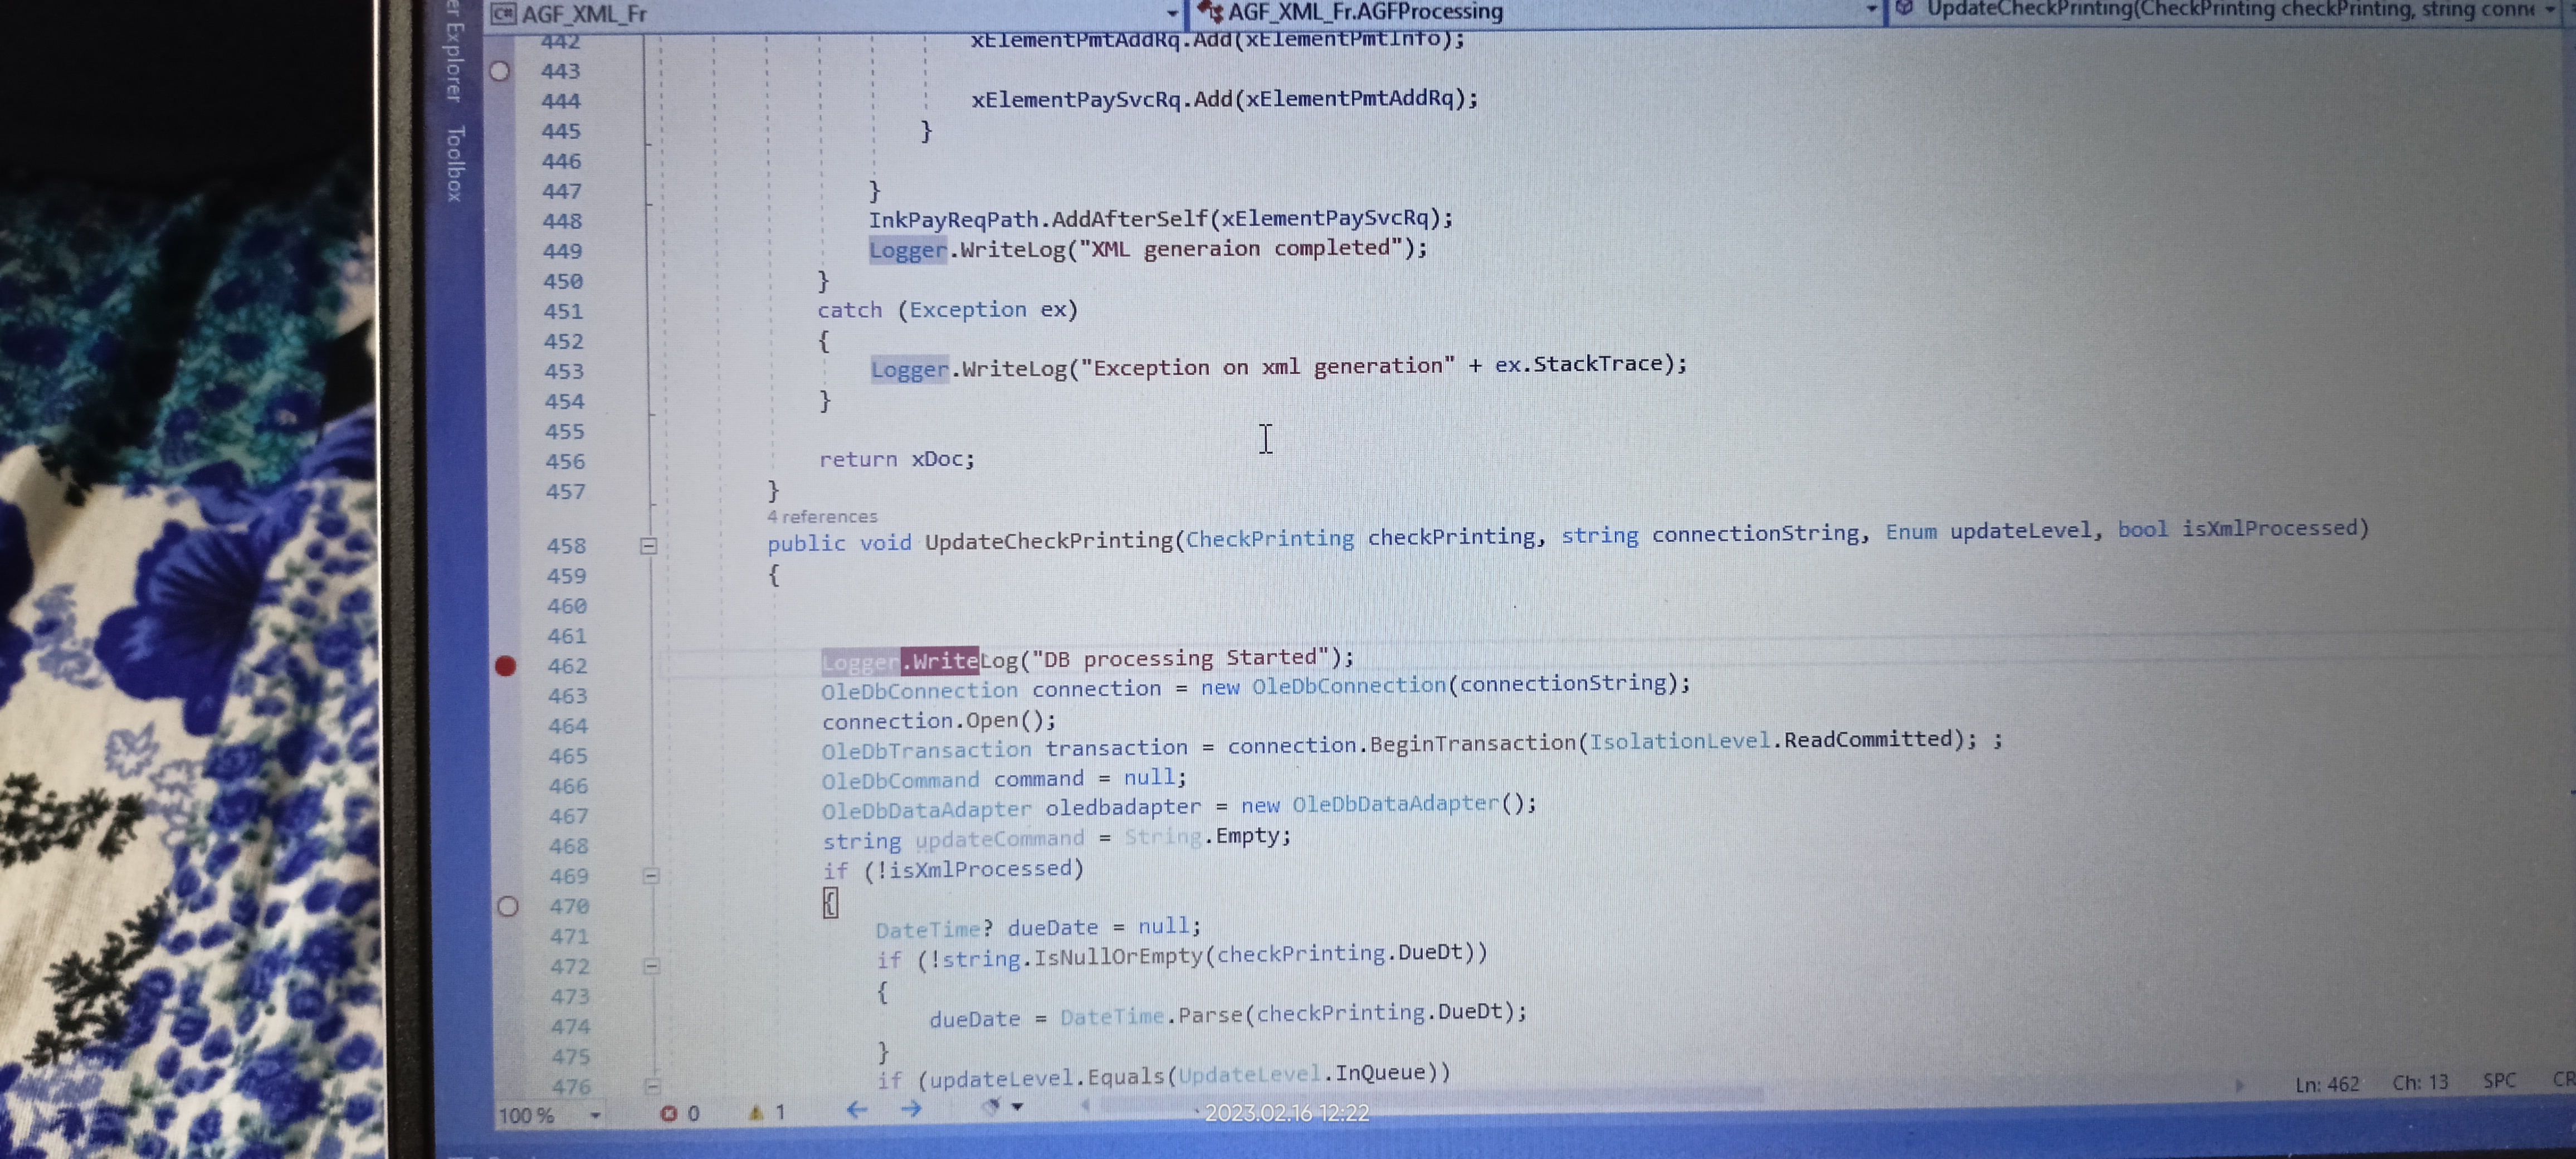 er Explorer
Toolbox
C# AGF_XML_Fr
AGF_XML_Fr.AGFProcessing
UpdateCheckPrinting(CheckPrinting checkPrinting, string conne
442 xElementPmtAddRq.Add(xElementPmtInfo);
443
444 xElementPaySvcRq.Add(xElementPmtAddRq);
445 }
446
447 }
448 InkPayReqPath.AddAfterSelf(xElementPaySvcRq);
449 Logger.WriteLog("XML generaion completed");
450 }
451 catch (Exception ex)
452 {
453 Logger.WriteLog("Exception on xml generation" + ex.StackTrace);
454 }
455
456 return xDoc;
457 }
4 references
458 public void UpdateCheckPrinting(CheckPrinting checkPrinting, string connectionString, Enum updateLevel, bool isXmlProcessed)
459 {
460
461
462 Logger.WriteLog("DB processing Started");
463 OleDbConnection connection = new OleDbConnection(connectionString);
464 connection.Open();
465 OleDbTransaction transaction = connection.BeginTransaction(IsolationLevel.ReadCommitted); ;
466 OleDbCommand command = null;
467 OleDbDataAdapter oledbadapter = new OleDbDataAdapter();
468 string updateCommand = String.Empty;
469 if (!isXmlProcessed)
470 {
471 DateTime? dueDate = null;
472 if (!string.IsNullOrEmpty(checkPrinting.DueDt))
473 {
474 dueDate = DateTime.Parse(checkPrinting.DueDt);
475 }
476 if (updateLevel.Equals(UpdateLevel.InQueue))
100 % 0 1 Ln: 462 Ch: 13 SPC CR
2023.02.16 12:22